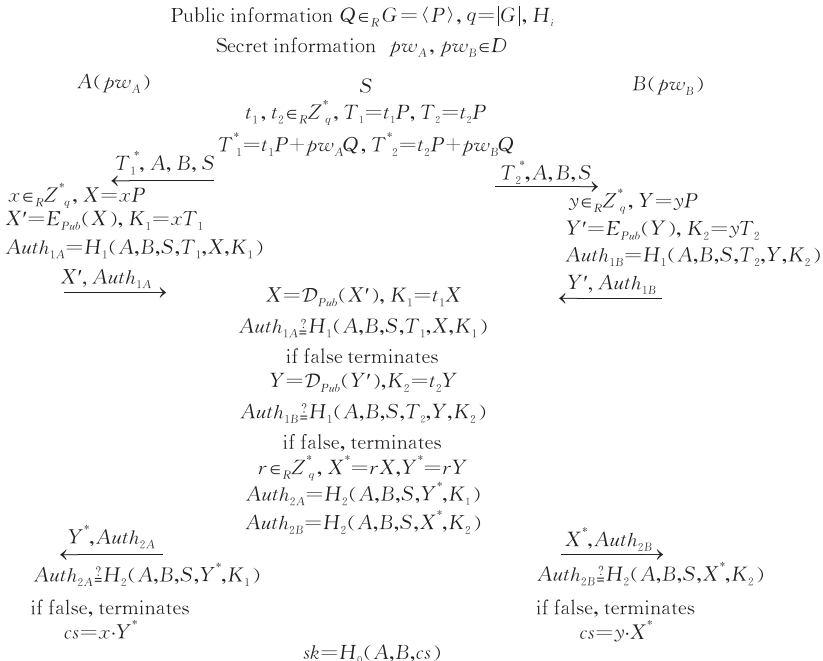 Public information Q∈_R G=⟨P⟩, q=|G|, H_i
Secret information pw_A, pw_B∈D
A(pw_A) S B(pw_B)
t_1, t_2∈_R Z^*_q, T_1=t_1P, T_2=t_2P
T^*_1=t_1P+pw_AQ, T^*_2=t_2P+pw_BQ
T_1^*, A, B, S
T_2^*,A,B,S
x∈_R Z^*_q, X=xP
X′=E_Pub(X), K_1=xT_1
Auth_1A=H_1(A,B,S,T_1,X,K_1)
X′, Auth_1A
y∈_R Z^*_q, Y=yP
Y′=E_Pub(Y), K_2=yT_2
Auth_1B=H_1(A,B,S,T_2,Y,K_2)
Y′, Auth_1B
X=𝒟_Pub(X′), K_1=t_1X
Auth_1A≟H_1(A,B,S,T_1,X,K_1)
if false terminates
Y=𝒟_Pub(Y′),K_2=t_2Y
Auth_1B≟H_1(A,B,S,T_2,Y,K_2)
if false, terminates
r∈_R Z^*_q, X^*=rX,Y^*=rY
Auth_2A=H_2(A,B,S,Y^*,K_1)
Auth_2B=H_2(A,B,S,X^*,K_2)
Y^*,Auth_2A
Auth_2A≟H_2(A,B,S,Y^*,K_1)
if false, terminates
cs=x·Y^*
X^*,Auth_2B
Auth_2B≟H_2(A,B,S,X^*,K_2)
if false, terminates
cs=y·X^*
sk=H_0(A,B,cs)